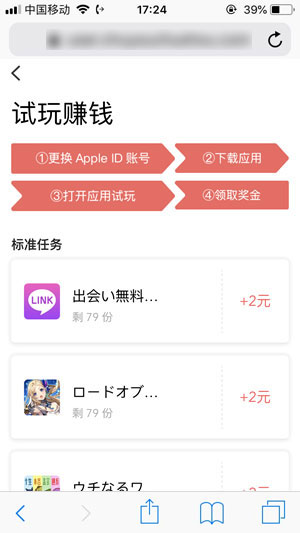 中国移动 17:24 39%
试玩赚钱
①更换 Apple ID 账号 ②下载应用
③打开应用试玩 ④领取奖金
标准任务
LINK
出会い無料...
剩 79 份
+2元
ロードオブ...
剩 79 份
+2元
ウチなるワ...
+2元